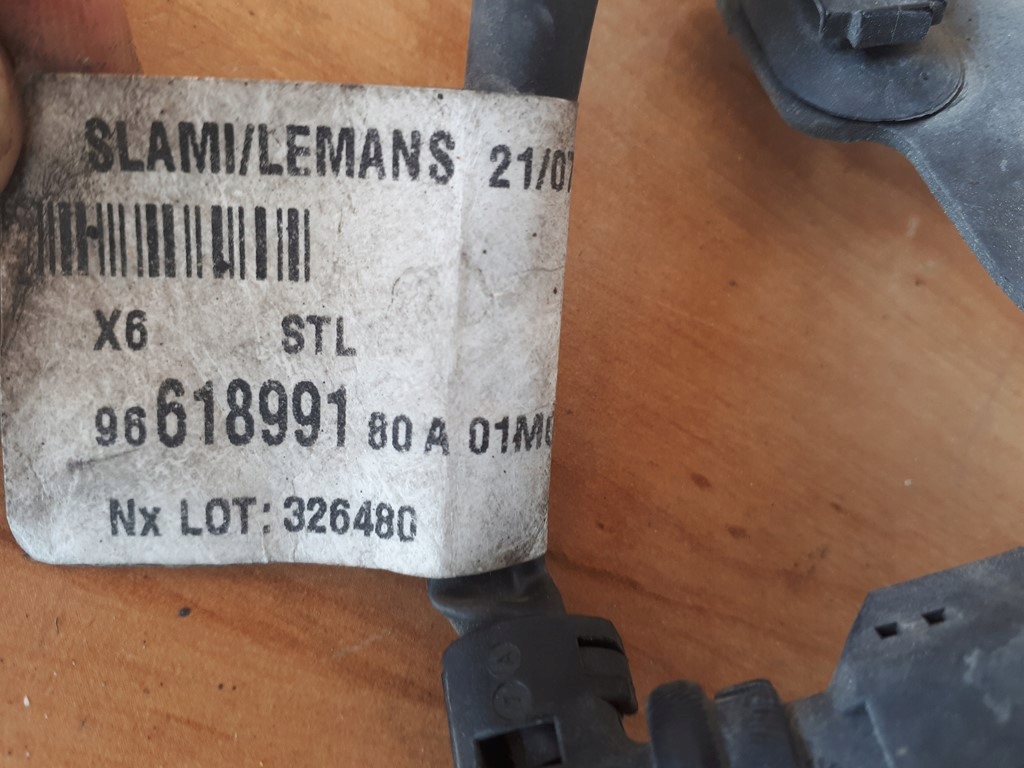 SLAMI/LEMANS 21/07
X6 STL
96 618991 80 A 01M
Nx LOT: 326480